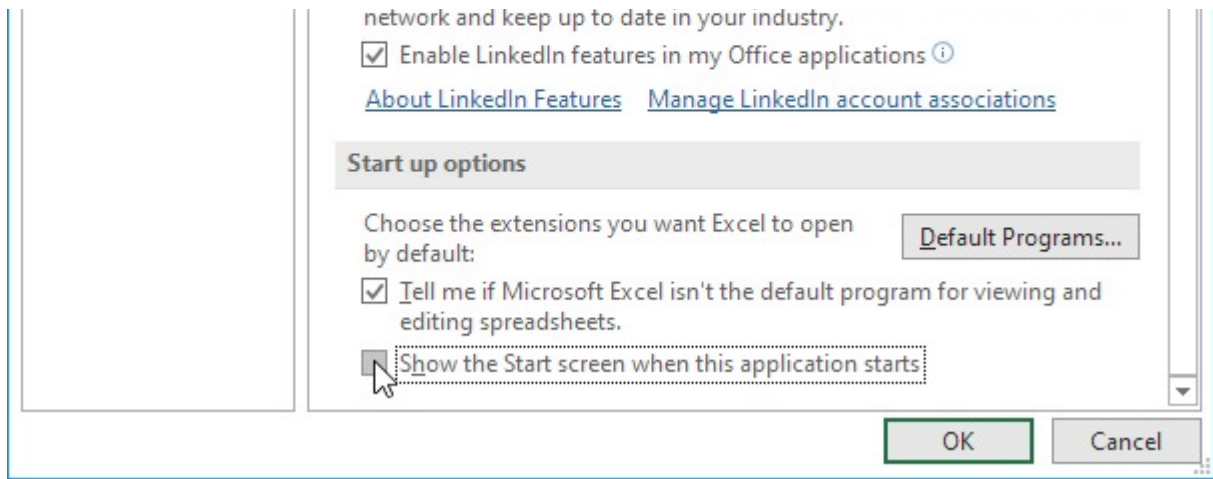 network and keep up to date in your industry.
Enable LinkedIn features in my Office applications
About LinkedIn Features Manage LinkedIn account associations
Start up options
Choose the extensions you want Excel to open
by default:
Default Programs...
Tell me if Microsoft Excel isn't the default program for viewing and
editing spreadsheets.
Show the Start screen when this application starts
OK Cancel